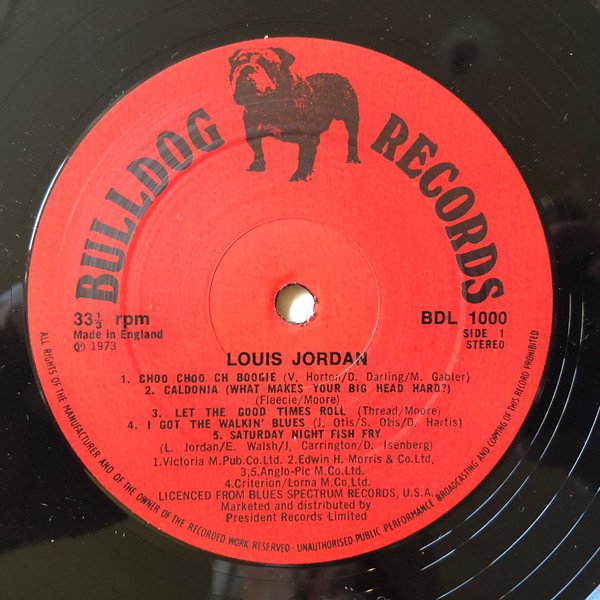 BULLDOG RECORDS
33⅓ rpm
Made in England
℗ 1973
BDL 1000
SIDE 1
STEREO
LOUIS JORDAN
1. CHOO CHOO CH BOOGIE (V. Horton/D. Darling/M. Gabler)
2. CALDONIA (WHAT MAKES YOUR BIG HEAD HARD?)
(Fleecie/Moore)
3. LET THE GOOD TIMES ROLL (Thread/Moore)
4. I GOT THE WALKIN' BLUES (J. Otis/S. Otis/D. Hartis)
5. SATURDAY NIGHT FISH FRY
(L. Jordan/E. Walsh/J. Carrington/D. Isenberg)
1.Victoria M.Pub.Co.Ltd. 2.Edwin H. Morris & Co.Ltd,
3,5.Anglo-Pic M.Co.Ltd.
4.Criterion/Lorna M.Co.Ltd.
LICENCED FROM BLUES SPECTRUM RECORDS, U.S.A.
Marketed and distributed by
President Records Limited
ALL RIGHTS OF THE MANUFACTURER AND OF THE OWNER OF THE RECORDED WORK RESERVED - UNAUTHORISED PUBLIC PERFORMANCE BROADCASTING AND COPYING OF THIS RECORD PROHIBITED